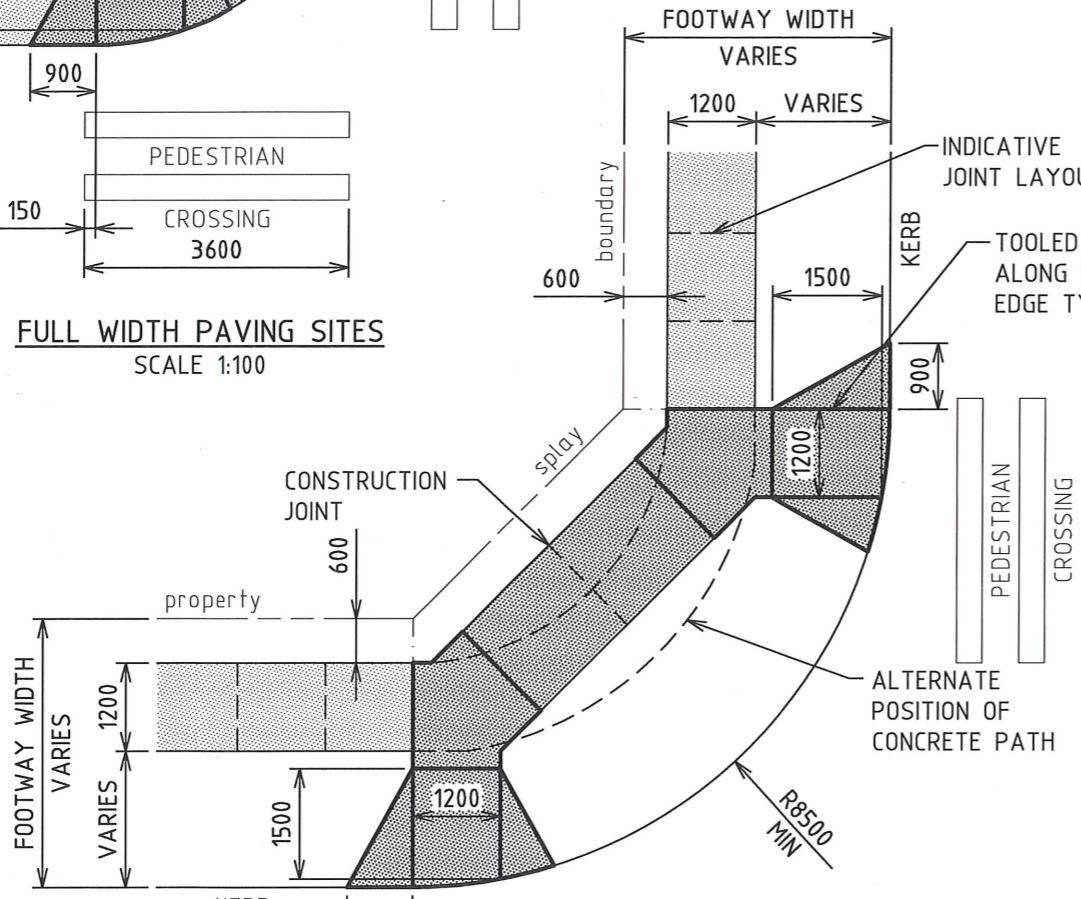 FOOTWAY WIDTH
VARIES
900
1200
VARIES
PEDESTRIAN
CROSSING
150
3600
FULL WIDTH PAVING SITES
SCALE 1:100
boundary
600
INDICATIVE
JOINT
KERB
1500
TOOLED
ALONG
EDGE
900
1200
splay
CONSTRUCTION
JOINT
600
property
PEDESTRIAN
CROSSING
FOOTWAY WIDTH
VARIES
1200
VARIES
1500
1200
ALTERNATE
POSITION OF
CONCRETE PATH
R8500
MIN